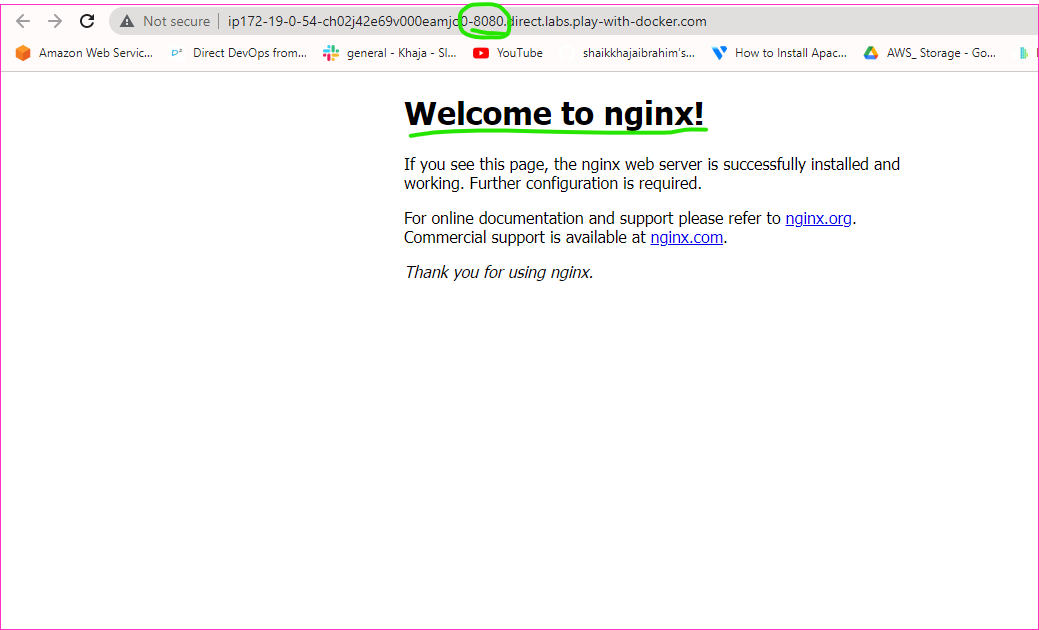 Not secure | ip172-19-0-54-ch02j42e69v000eamjc0-8080.direct.labs.play-with-docker.com
Amazon Web Servic... Direct DevOps from... general - Khaja - Sl... YouTube shaikkhajaibrahim's... How to Install Apac... AWS_ Storage - Go...
Welcome to nginx!
If you see this page, the nginx web server is successfully installed and
working. Further configuration is required.
For online documentation and support please refer to nginx.org.
Commercial support is available at nginx.com.
Thank you for using nginx.